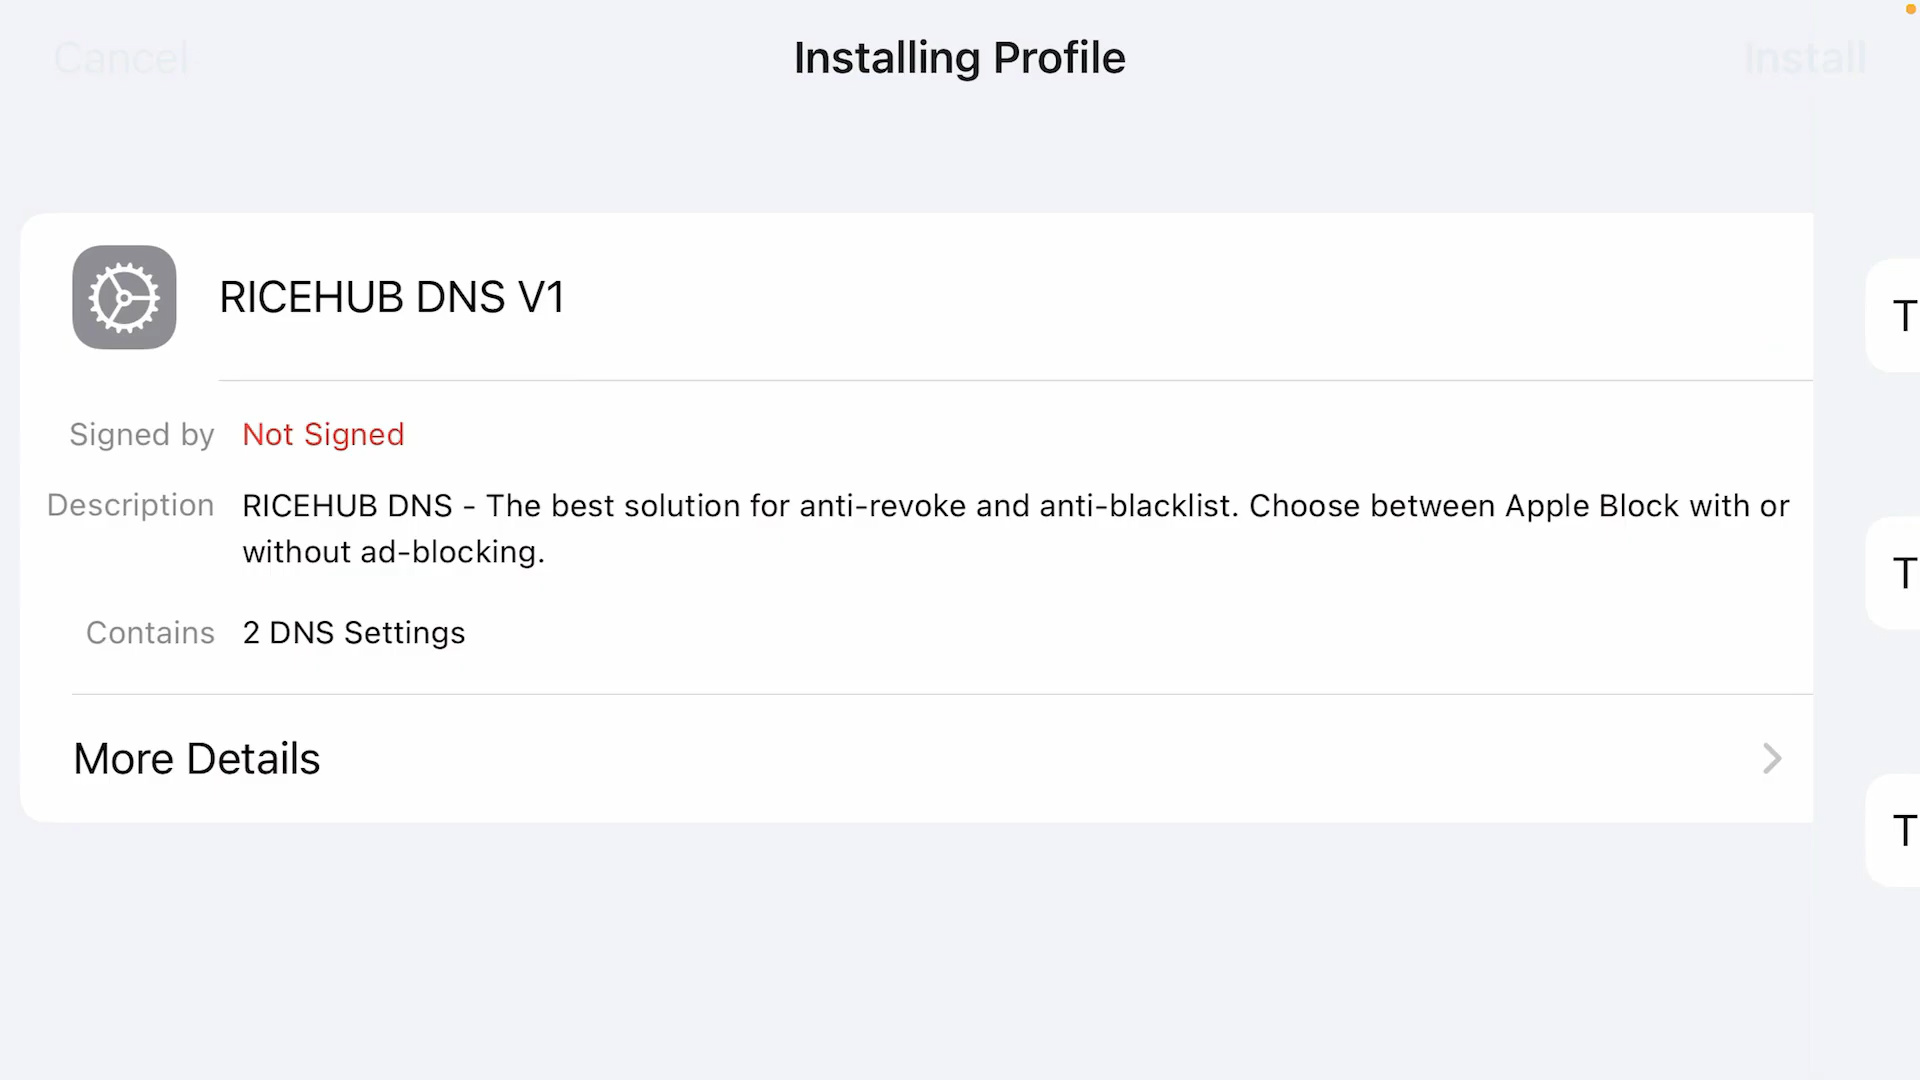 Cancel
Installing Profile
Install
RICEHUB DNS V1
Signed by Not Signed
Description RICEHUB DNS - The best solution for anti-revoke and anti-blacklist. Choose between Apple Block with or
without ad-blocking.
Contains 2 DNS Settings
More Details
T
T
T